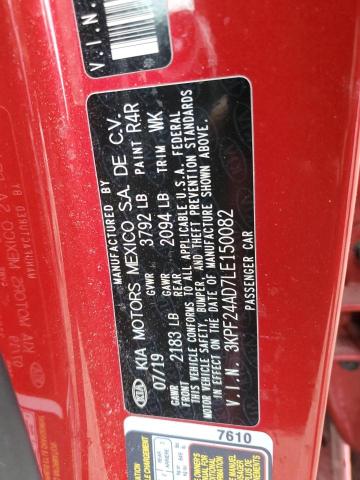 V.I.N.
MANUFACTURED BY
KIA MOTORS MEXICO S.A. DE C.V.
07/19 GVWR 3792 LB PAINT R4R
GAWR FRONT 2183 LB GAWR REAR 2094 LB TRIM WK
THIS VEHICLE CONFORMS TO ALL APPLICABLE U.S.A. FEDERAL
MOTOR VEHICLE SAFETY, BUMPER, AND THEFT PREVENTION
STANDARDS IN EFFECT ON THE DATE OF MANUFACTURE SHOWN ABOVE.
V.I.N.: 3KPF24AD7LE150082
PASSENGER CAR
KIA
7610